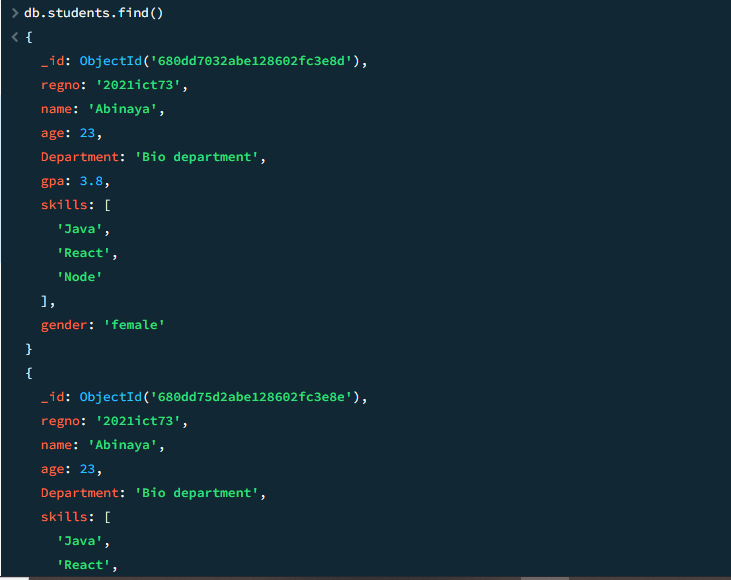 > db.students.find()
< {
_id: ObjectId('680dd7032abe128602fc3e8d'),
regno: '2021ict73',
name: 'Abinaya',
age: 23,
Department: 'Bio department',
gpa: 3.8,
skills: [
'Java',
'React',
'Node'
],
gender: 'female'
}
{
_id: ObjectId('680dd75d2abe128602fc3e8e'),
regno: '2021ict73',
name: 'Abinaya',
age: 23,
Department: 'Bio department',
skills: [
'Java',
'React',